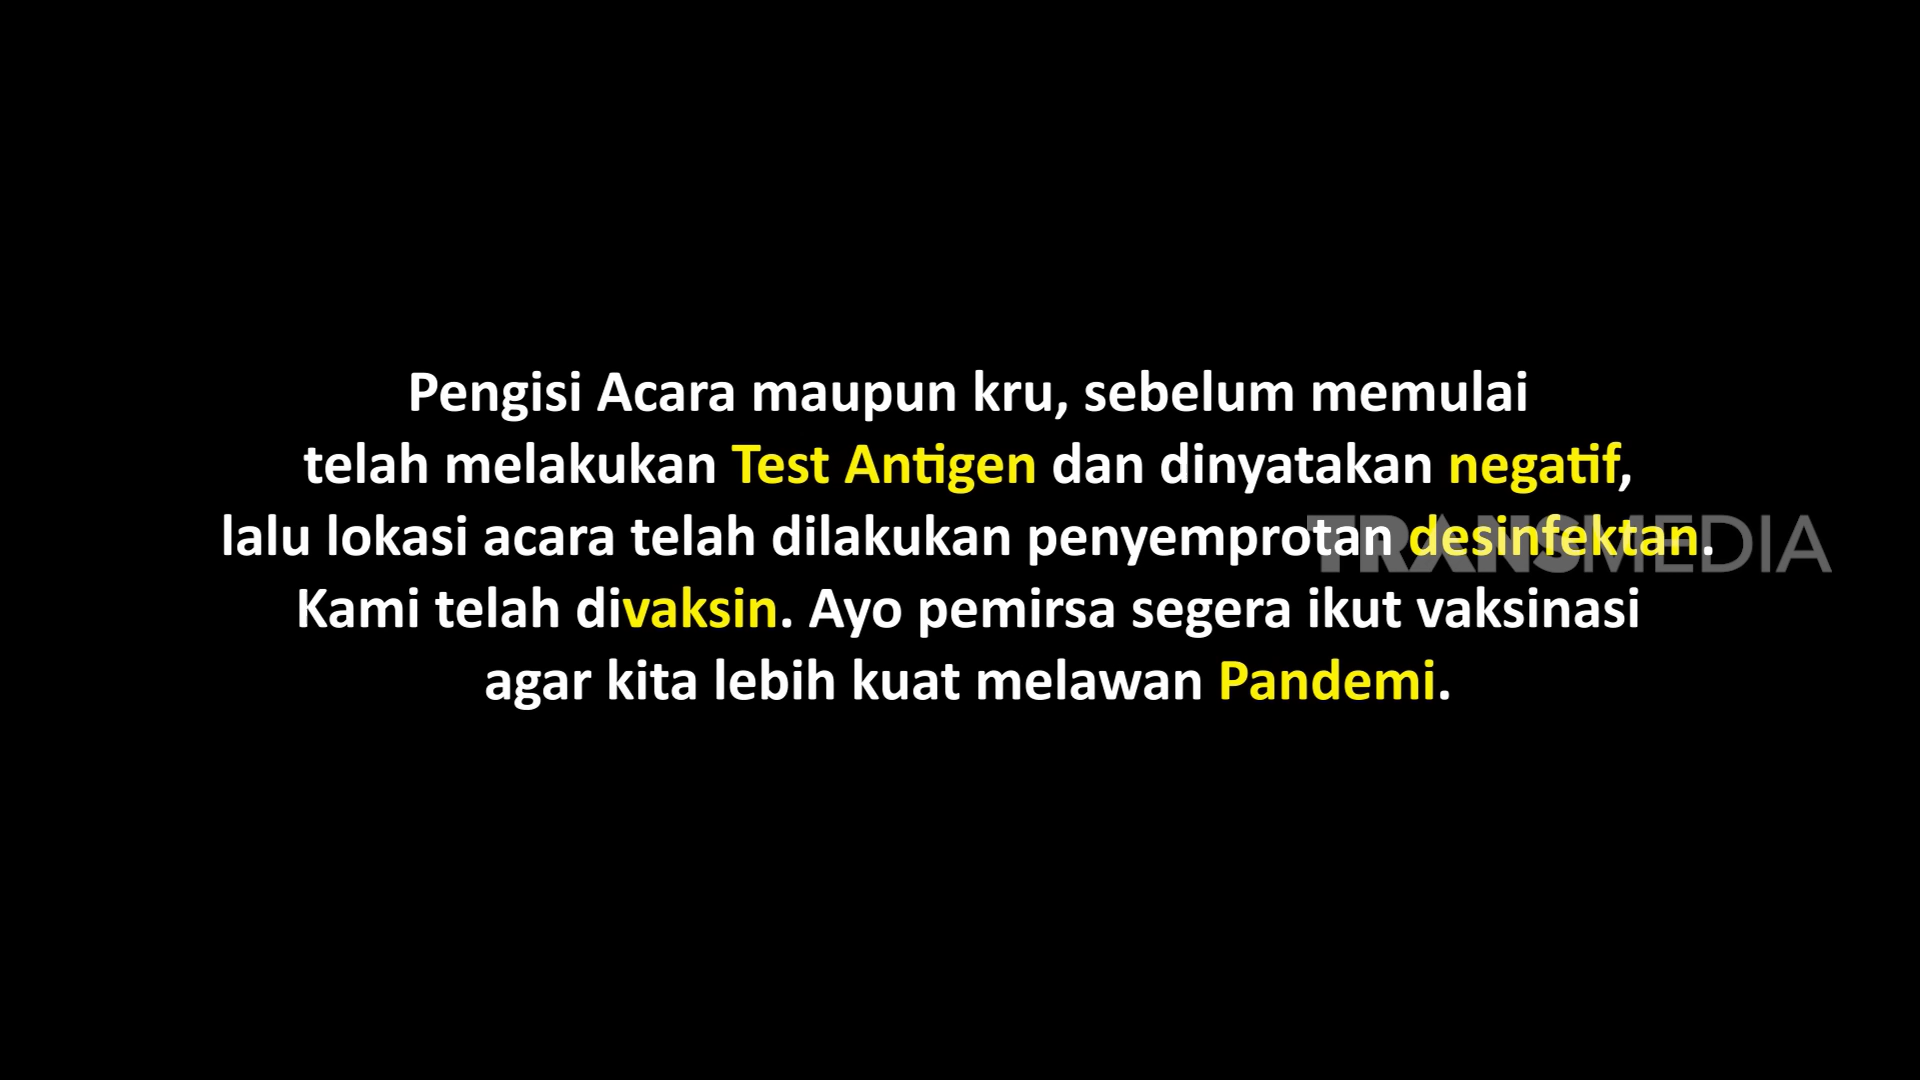 Pengisi Acara maupun kru, sebelum memulai
telah melakukan Test Antigen dan dinyatakan negatif,
lalu lokasi acara telah dilakukan penyemprotan desinfektan.
TRANSMEDIA
Kami telah divaksin. Ayo pemirsa segera ikut vaksinasi
agar kita lebih kuat melawan Pandemi.